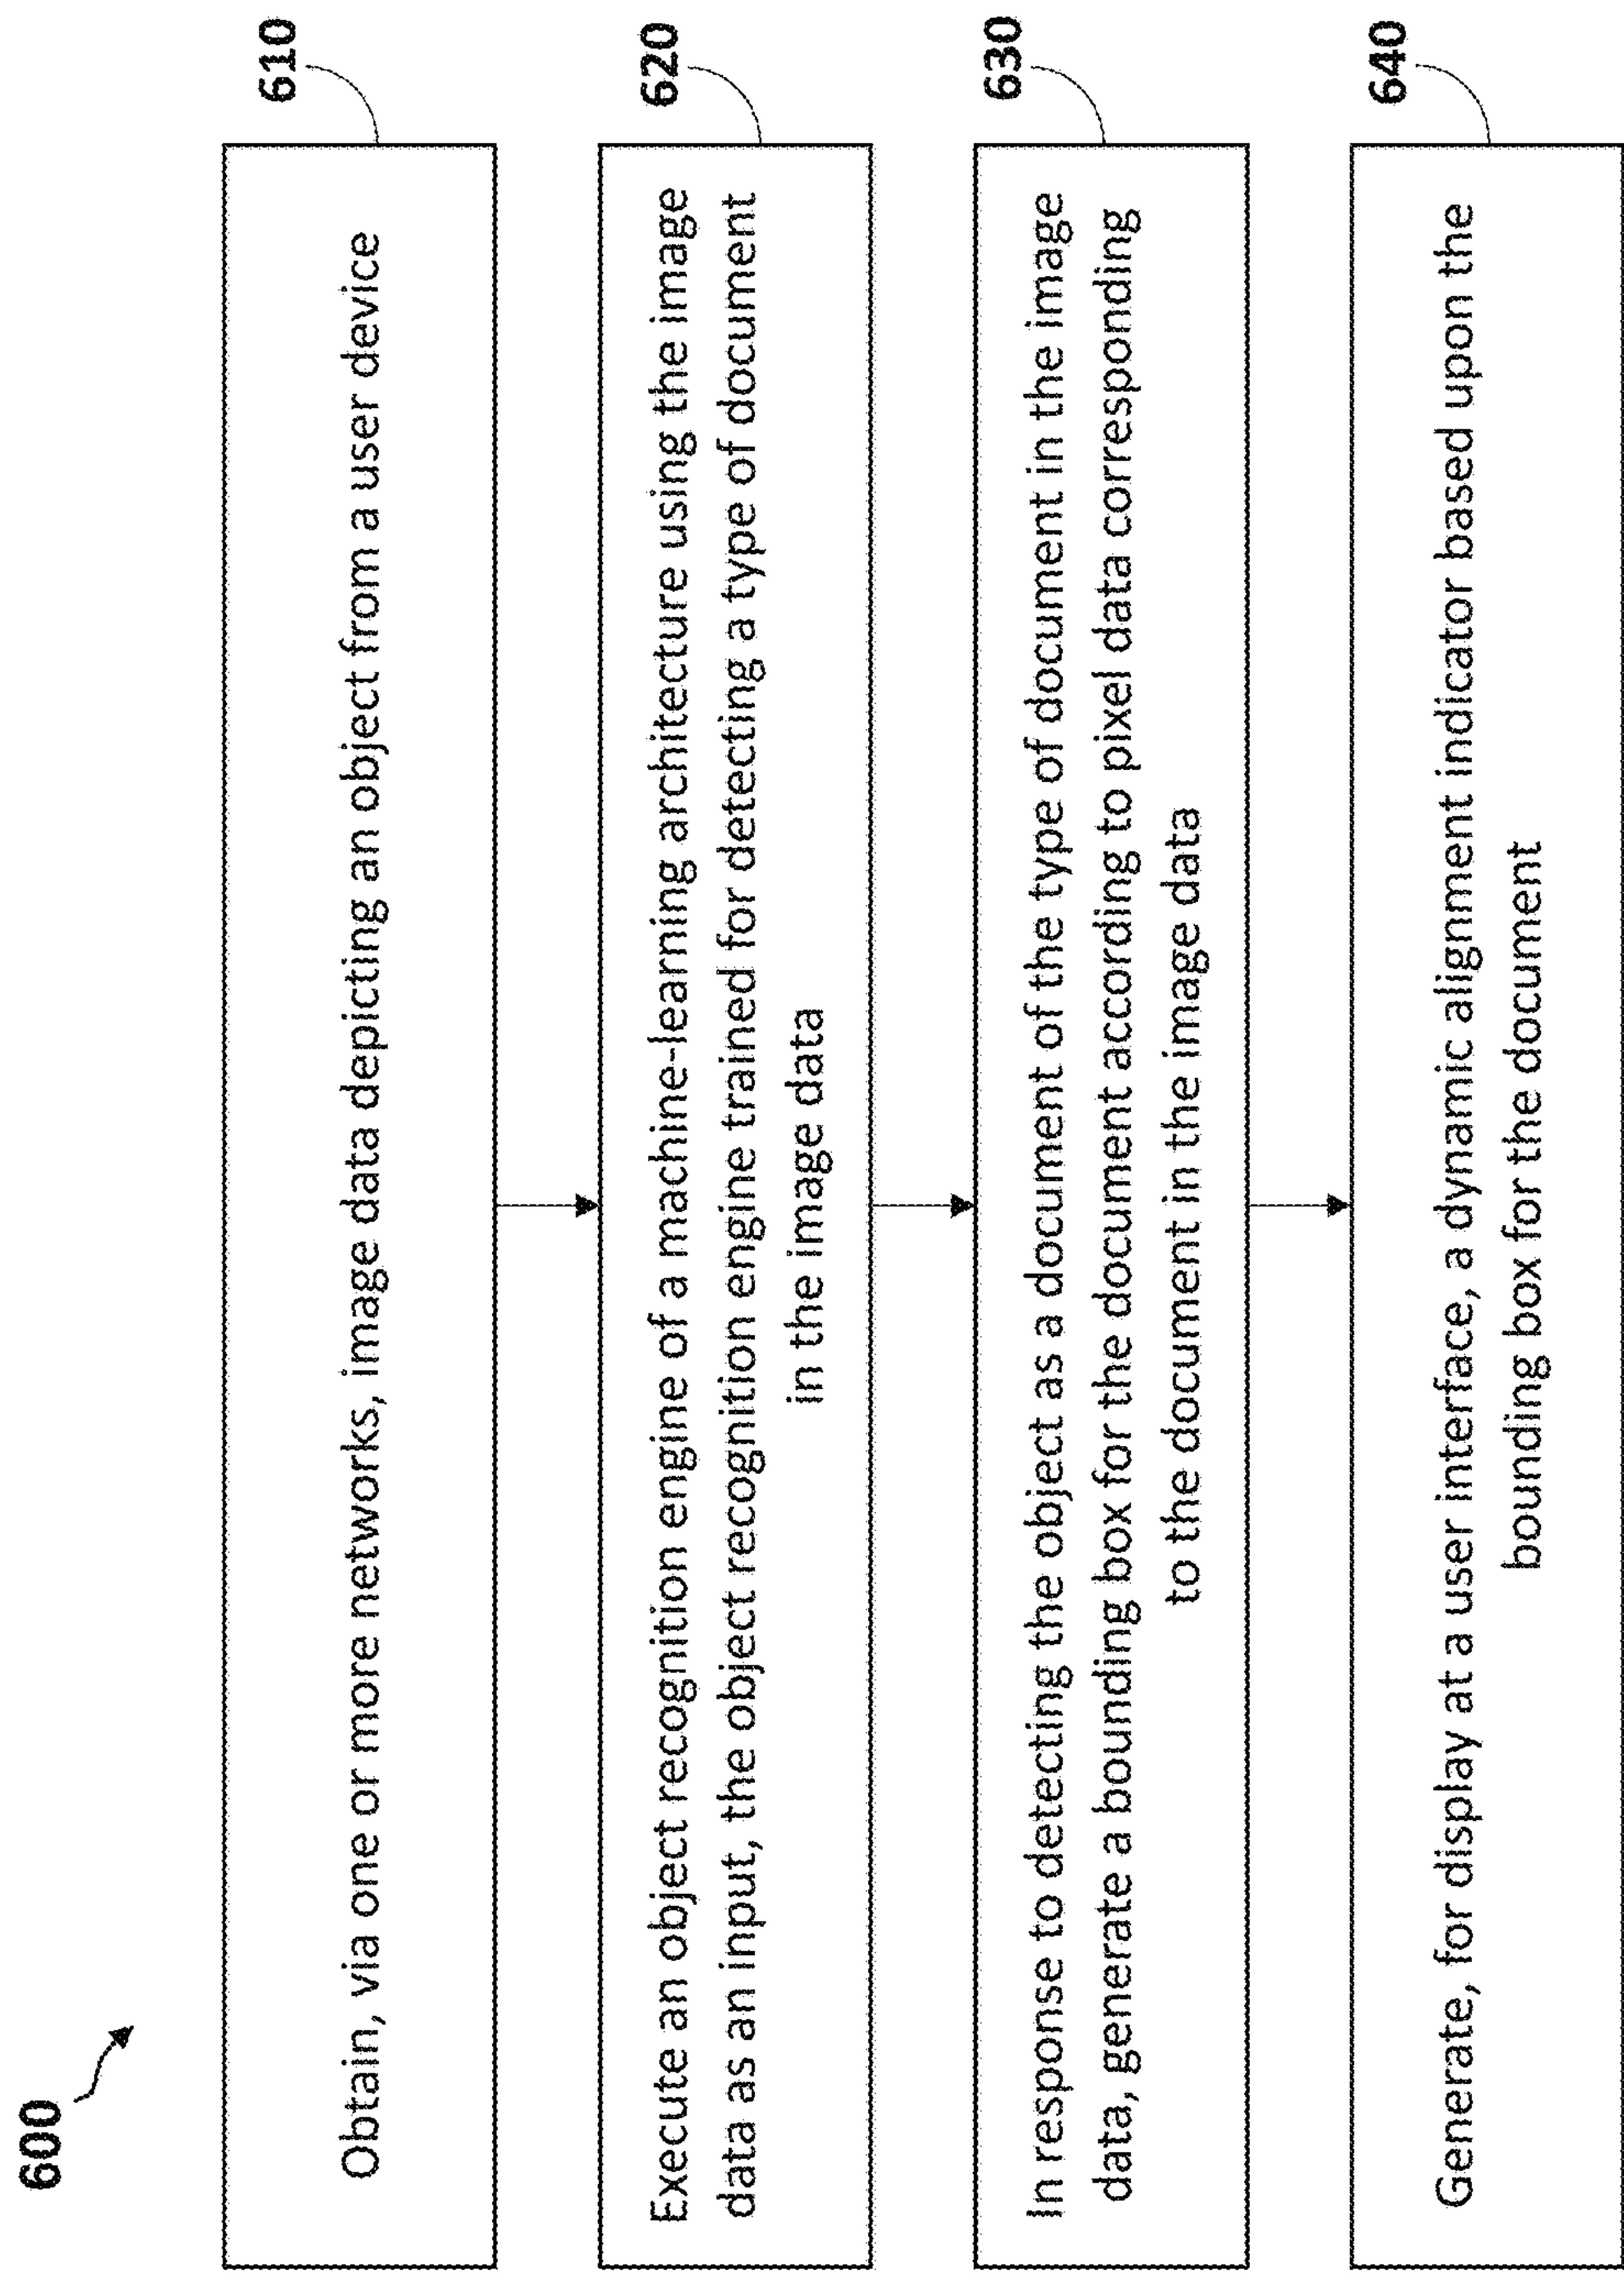 600
610
Obtain, via one or more networks, image data depicting an object from a user device
620
Execute an object recognition engine of a machine-learning architecture using the image
data as an input, the object recognition engine trained for detecting a type of document
in the image data
630
In response to detecting the object as a document of the type of document in the image
data, generate a bounding box for the document according to pixel data corresponding
to the document in the image data
640
Generate, for display at a user interface, a dynamic alignment indicator based upon the
bounding box for the document